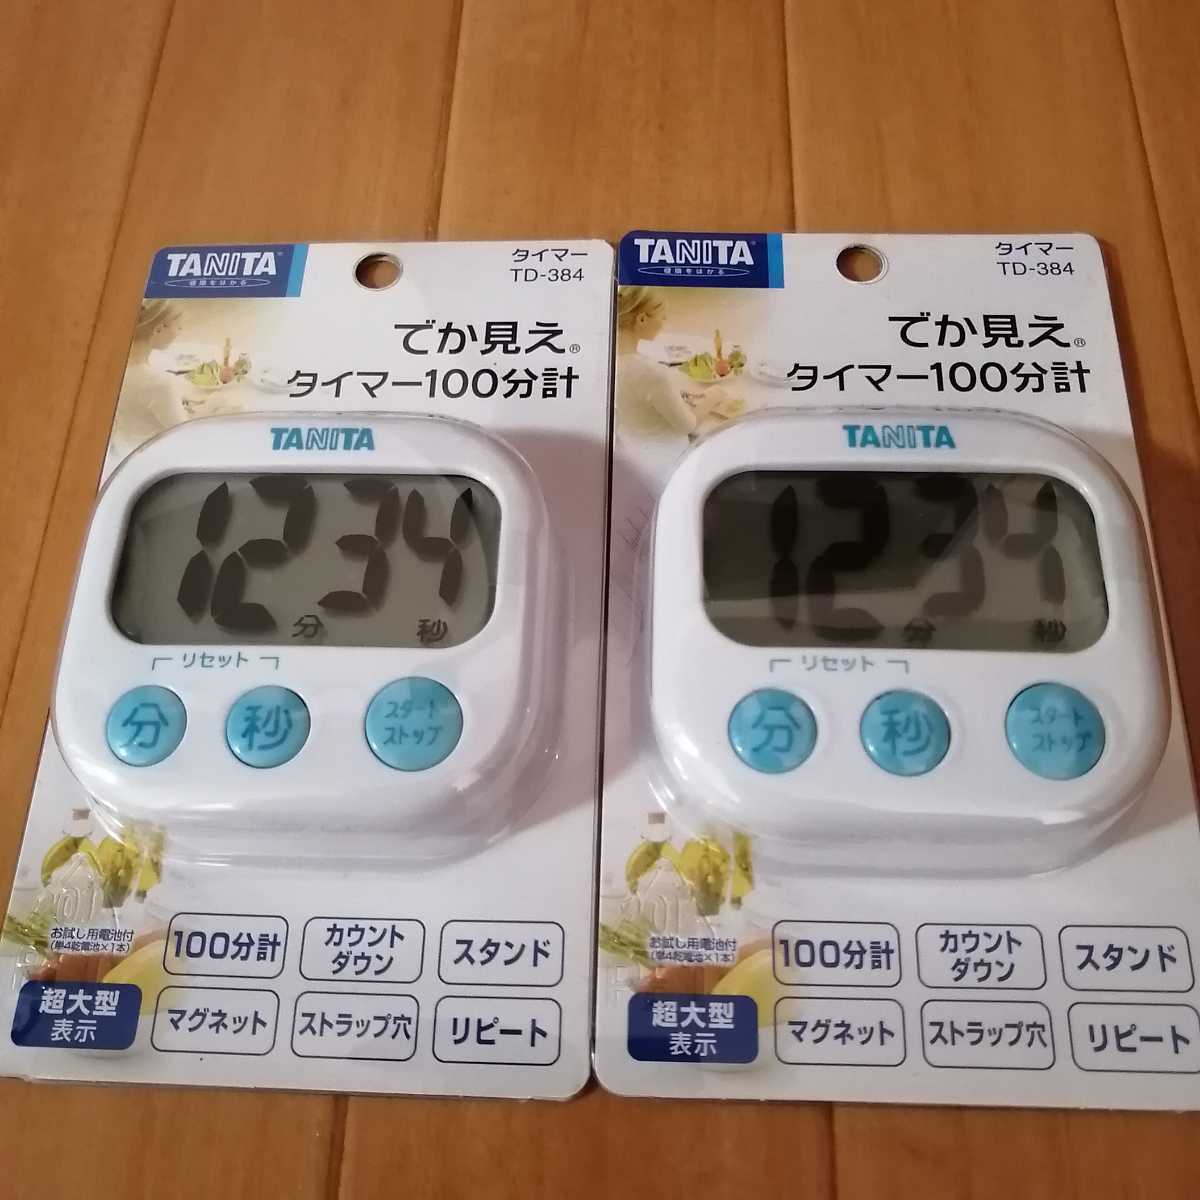 TANITA
健康をはかる
タイマー
TD-384
でか見え®
タイマー100分計
TANITA
12 34
分 秒
リセット
分
秒
スタート
ストップ
お試し用電池付
(単4乾電池×1本)
100分計
カウント
ダウン
スタンド
超大型
表示
マグネット
ストラップ穴
リピート
TANITA
健康をはかる
タイマー
TD-384
でか見え®
タイマー100分計
TANITA
12 34
分 秒
リセット
分
秒
スタート
ストップ
お試し用電池付
(単4乾電池×1本)
100分計
カウント
ダウン
スタンド
超大型
表示
マグネット
ストラップ穴
リピート